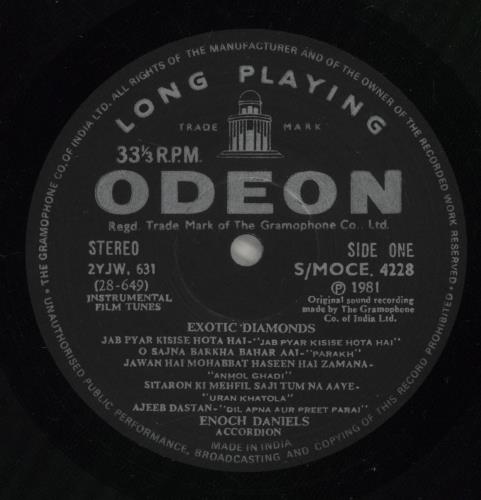 LONG PLAYING
TRADE MARK
33⅓ R.P.M.
ODEON
Regd. Trade Mark of The Gramophone Co., Ltd.
STEREO
SIDE ONE
2YJW. 631
S/MOCE. 4228
(28-649)
Ⓟ 1981
INSTRUMENTAL
FILM TUNES
Original sound recording
made by The Gramophone
Co. of India Ltd.
EXOTIC DIAMONDS
JAB PYAR KISISE HOTA HAI-"JAB PYAR KISISE HOTA HAI"
O SAJNA BARKHA BAHAR AAI-"PARAKH"
JAWAN HAI MOHABBAT HASEEN HAI ZAMANA-
"ANMOL GHADI"
SITARON KI MEHFIL SAJI TUM NA AAYE-
"URAN KHATOLA"
AJEEB DASTAN-"DIL APNA AUR PREET PARAI"
ENOCH DANIELS
ACCORDION
MADE IN INDIA
• THE GRAMOPHONE CO. OF INDIA LTD. ALL RIGHTS OF THE MANUFACTURER AND OF THE OWNER OF THE RECORDED WORK RESERVED •
UNAUTHORISED PUBLIC PERFORMANCE, BROADCASTING AND COPYING OF THIS RECORD PROHIBITED